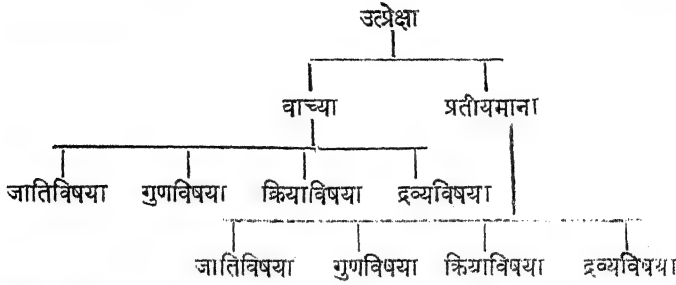 उत्प्रेक्षा
वाच्या प्रतीयमाना
जातिविषया गुणविषया क्रियाविषया द्रव्यविषया
जातिविषया गुणविषया क्रियाविषया द्रव्यविषया